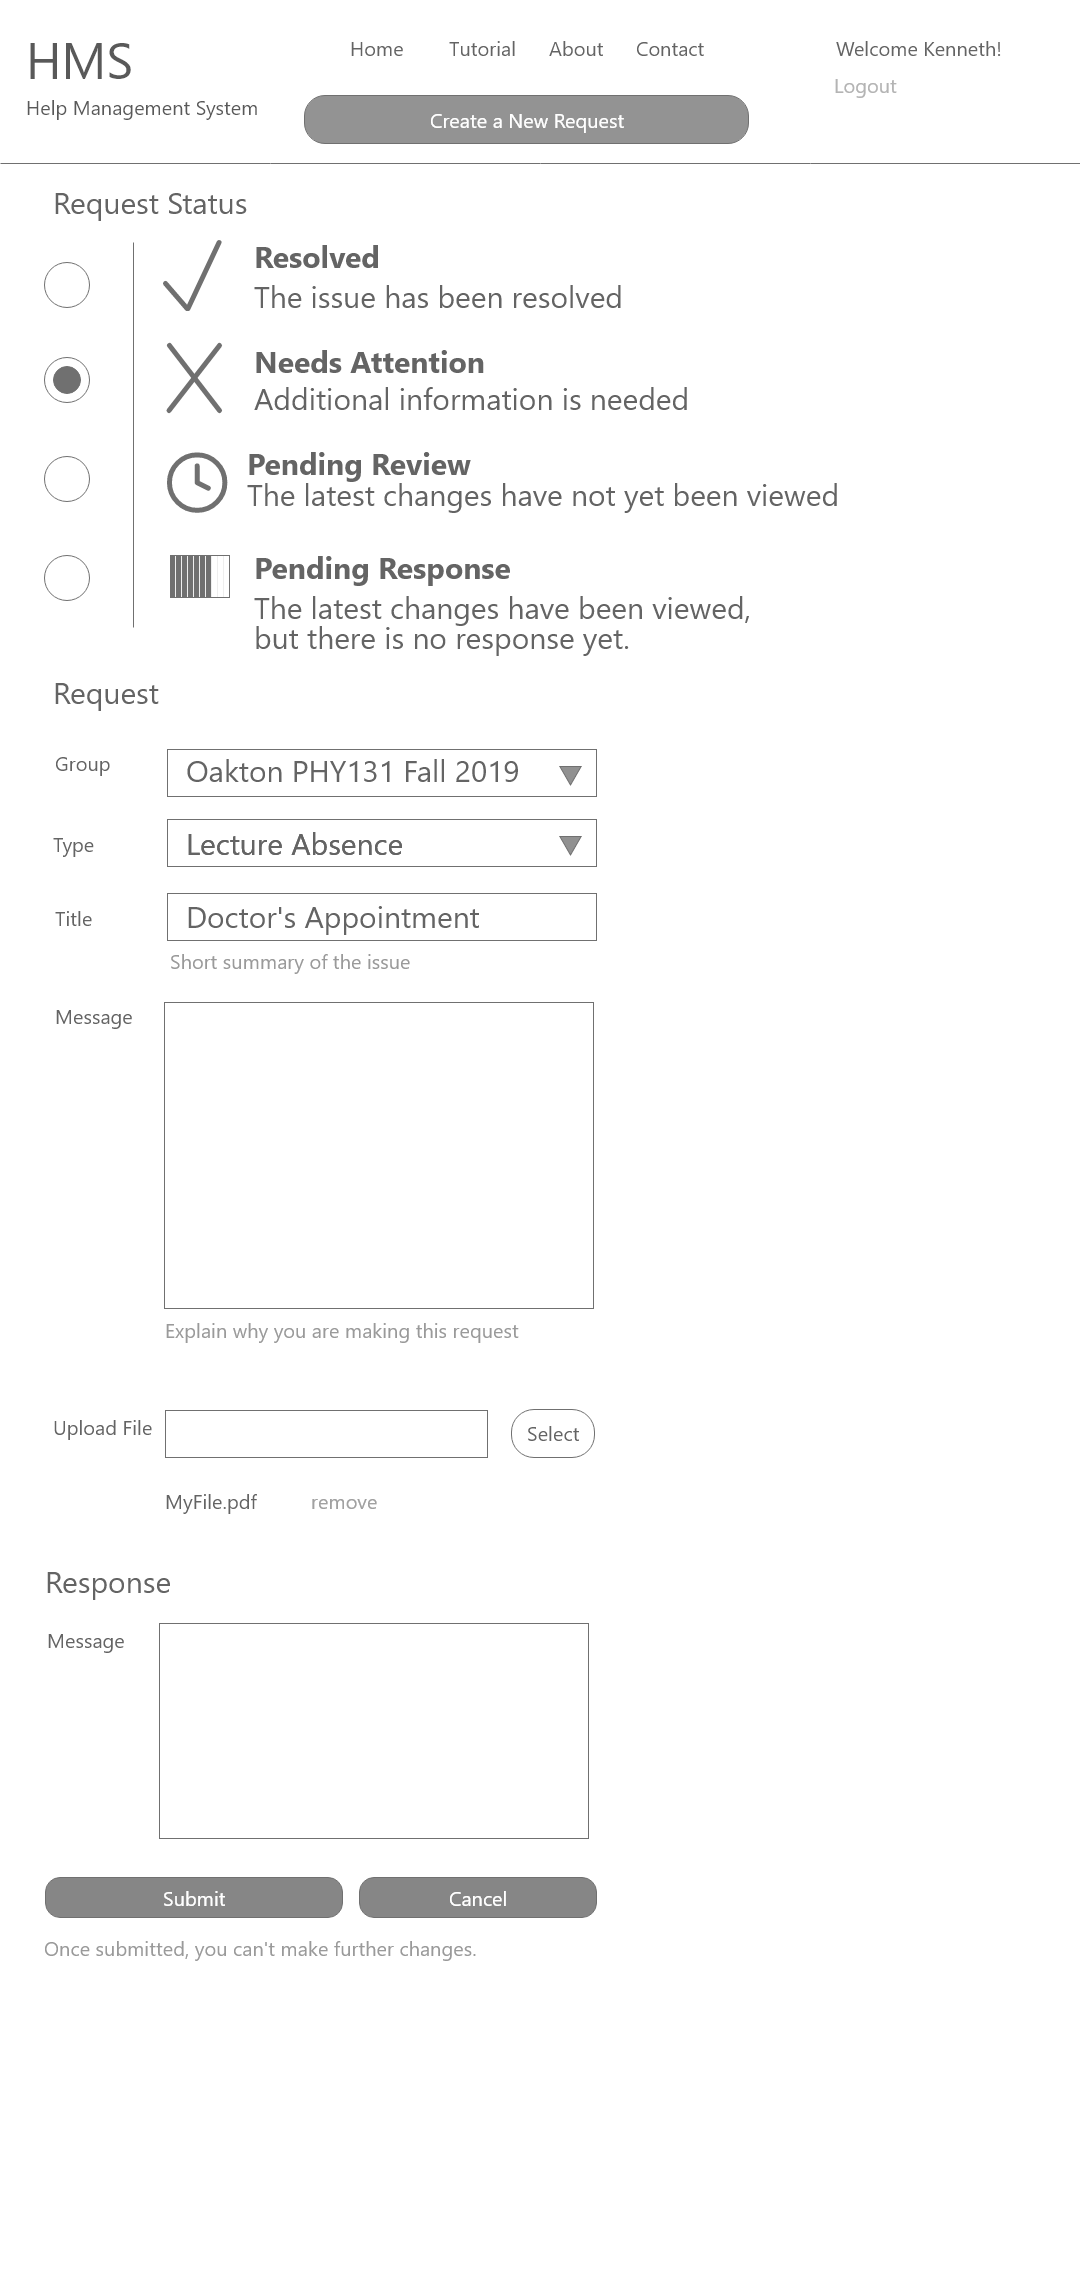 HMS
Help Management System
Home Tutorial About Contact
Create a New Request
Welcome Kenneth!
Logout
Request Status
Resolved
The issue has been resolved
Needs Attention
Additional information is needed
Pending Review
The latest changes have not yet been viewed
Pending Response
The latest changes have been viewed,
but there is no response yet.
Request
Group
Oakton PHY131 Fall 2019
Type
Lecture Absence
Title
Doctor's Appointment
Short summary of the issue
Message
Explain why you are making this request
Upload File
Select
MyFile.pdf remove
Response
Message
Submit
Cancel
Once submitted, you can't make further changes.